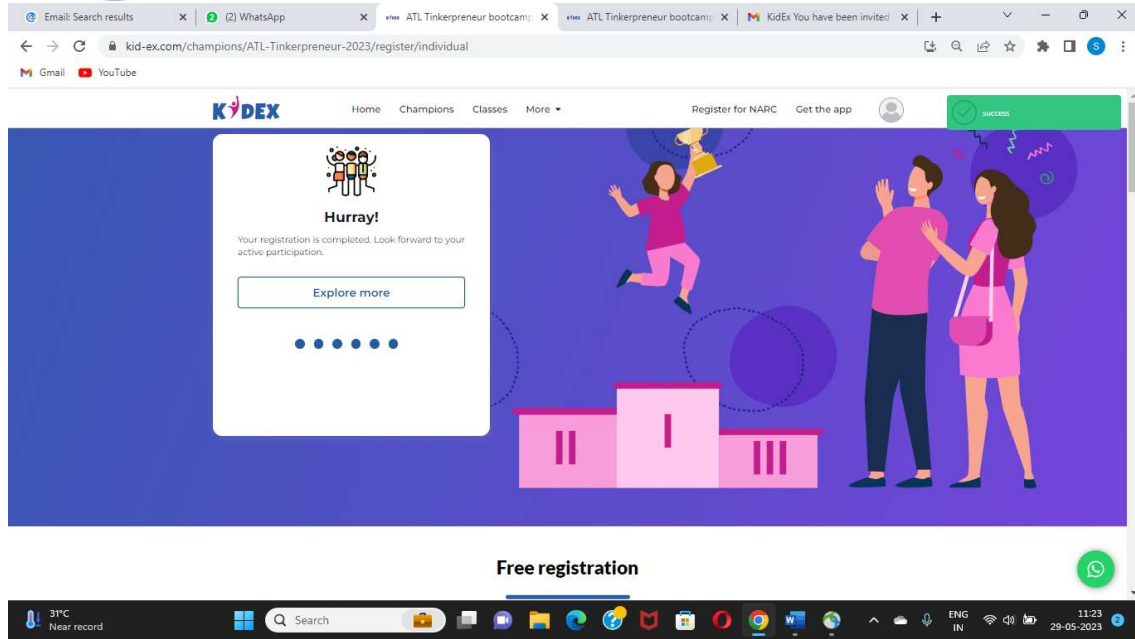 Email: Search results
(2) WhatsApp
ATL Tinkerpreneur bootcamp
ATL Tinkerpreneur bootcamp
KidEx You have been invited
kid-ex.com/champions/ATL-Tinkerpreneur-2023/register/individual
S
Gmail
YouTube
KIDEX
Home
Champions
Classes
More
Register for NARC
Get the app
success
Hurray!
Your registration is completed. Look forward to your
active participation.
Explore more
II
I
III
Free registration
31°C
Near record
Search
ENG
IN
11:23
29-05-2023
2